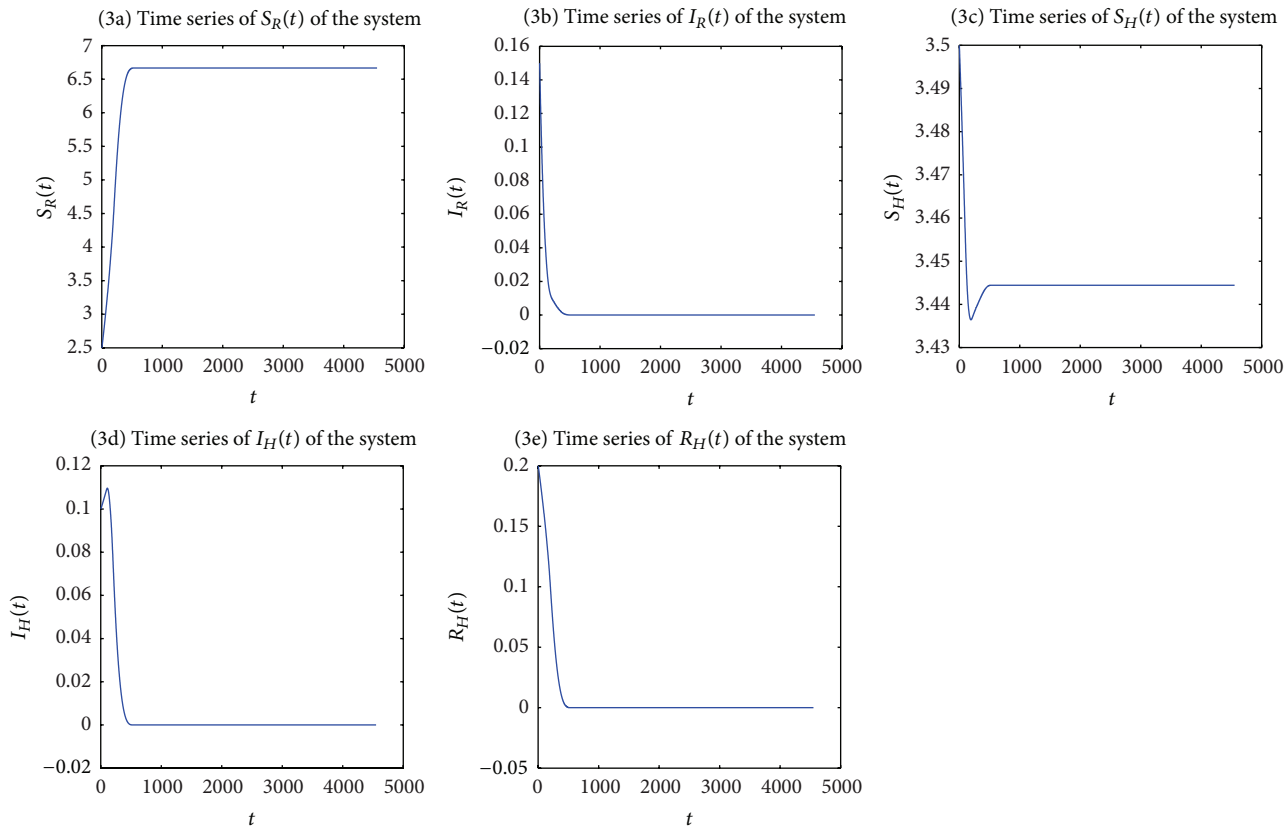 (3a) Time series of S_R(t) of the system
7
6.5
6
5.5
5
4.5
4
3.5
3
2.5
S_R(t)
0 1000 2000 3000 4000 5000
t
(3b) Time series of I_R(t) of the system
0.16
0.14
0.12
0.1
0.08
0.06
0.04
0.02
0
−0.02
I_R(t)
0 1000 2000 3000 4000 5000
t
(3c) Time series of S_H(t) of the system
3.5
3.49
3.48
3.47
3.46
3.45
3.44
3.43
S_H(t)
0 1000 2000 3000 4000 5000
t
(3d) Time series of I_H(t) of the system
0.12
0.1
0.08
0.06
0.04
0.02
0
−0.02
I_H(t)
0 1000 2000 3000 4000 5000
t
(3e) Time series of R_H(t) of the system
0.2
0.15
0.1
0.05
0
−0.05
R_H(t)
0 1000 2000 3000 4000 5000
t